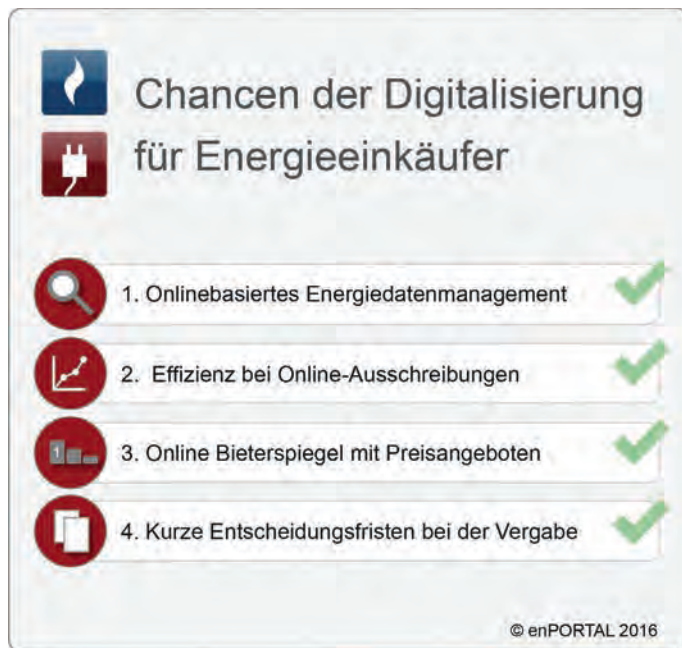 Chancen der Digitalisierung
für Energieeinkäufer
1. Onlinebasiertes Energiedatenmanagement
2. Effizienz bei Online-Ausschreibungen
1
3. Online Bieterspiegel mit Preisangeboten
4. Kurze Entscheidungsfristen bei der Vergabe
© enPORTAL 2016